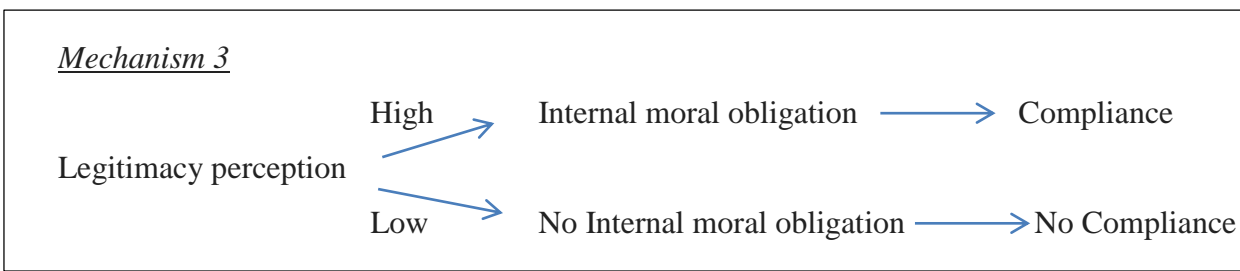 Mechanism 3
High Internal moral obligation Compliance
Legitimacy perception
Low No Internal moral obligation No Compliance